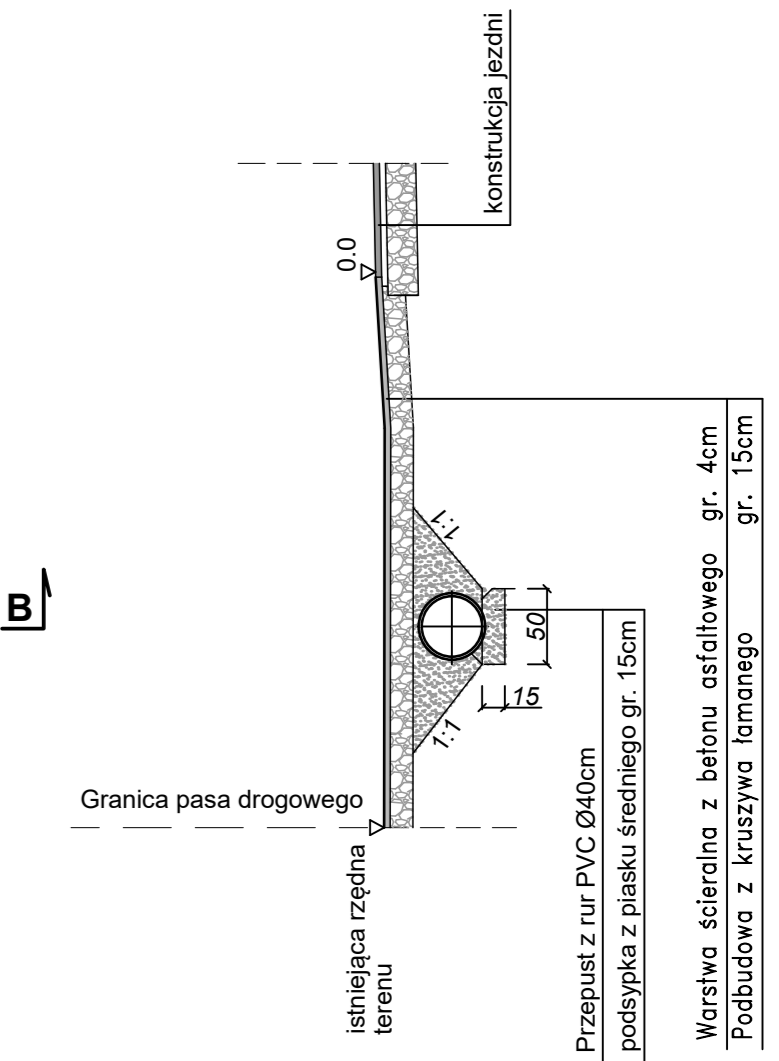 konstrukcja jezdni
0.0
B
1:1
1:1
50
15
Granica pasa drogowego
istniejąca rzędna
terenu
Przepust z rur PVC Ø40cm
podsypka z piasku średniego gr. 15cm
Warstwa ścieralna z betonu asfaltowego gr. 4cm
Podbudowa z kruszywa łamanego gr. 15cm